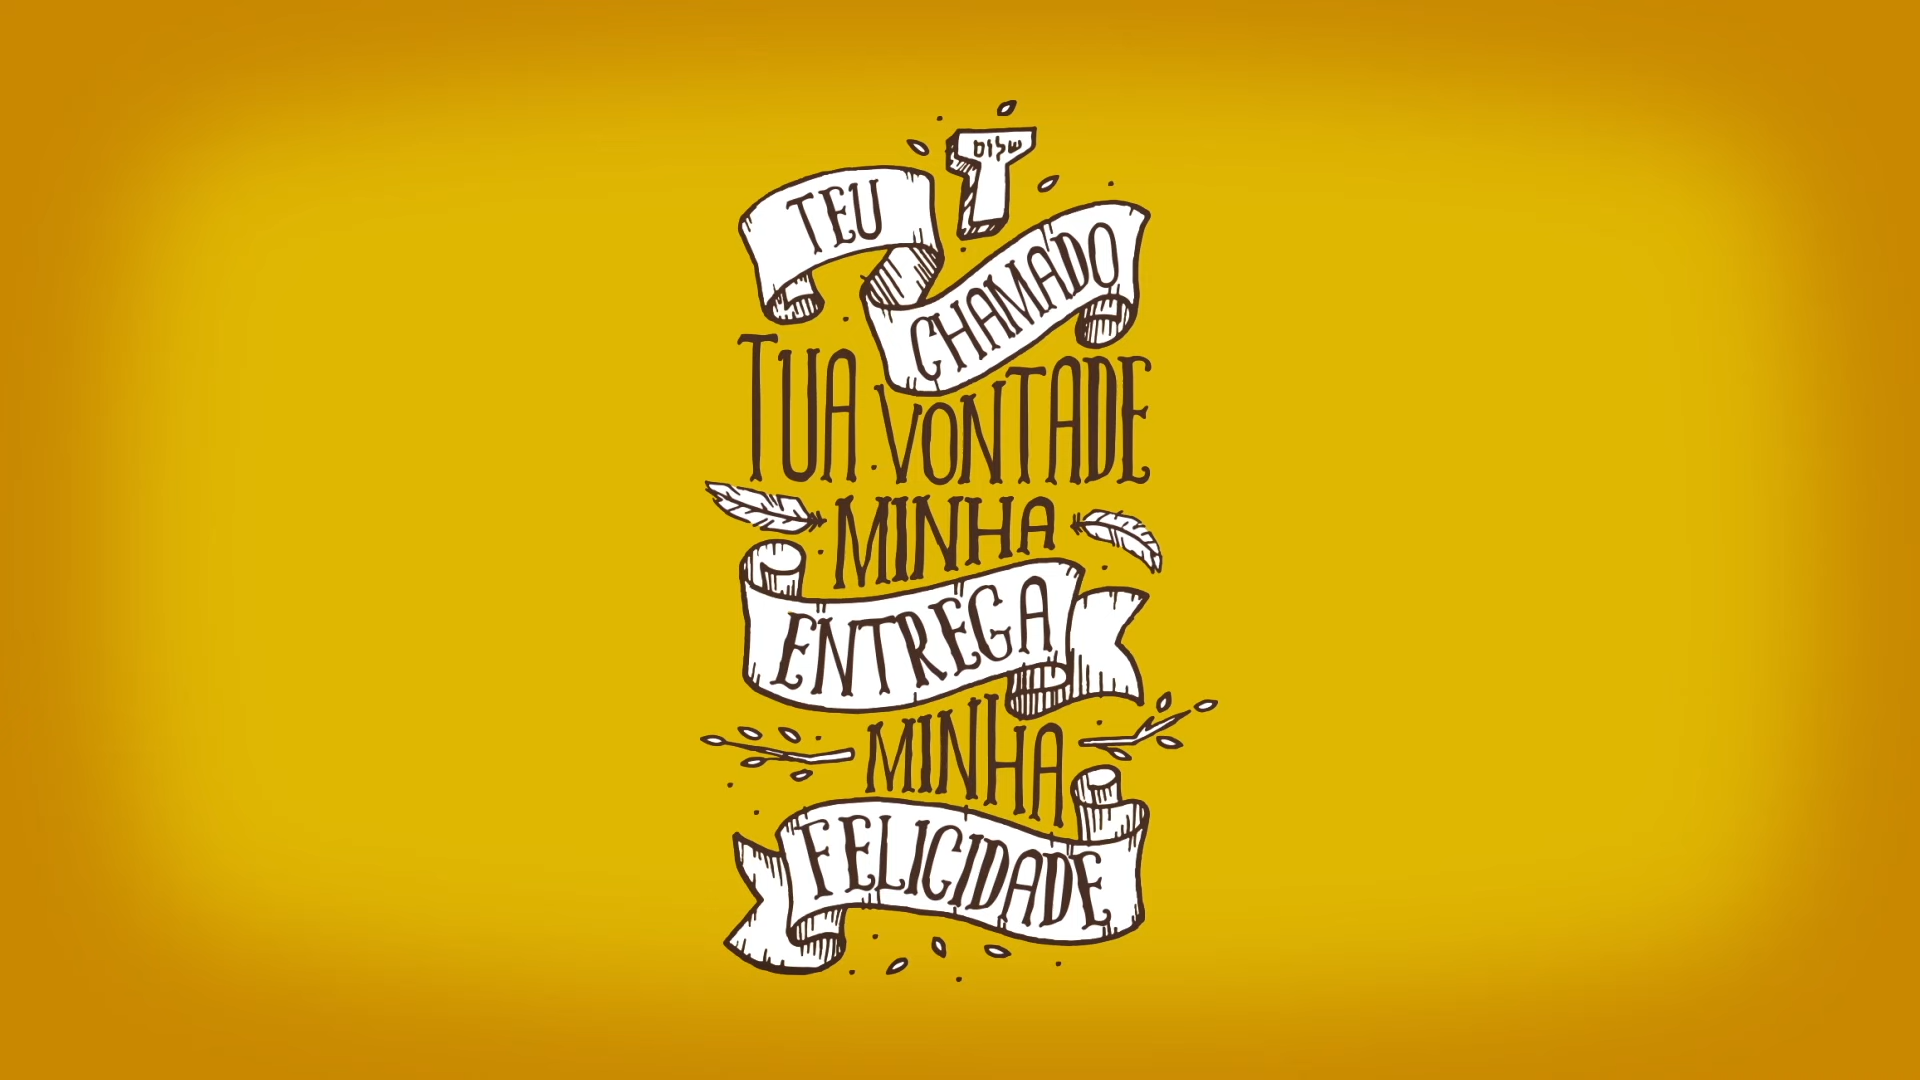 שלום
TEU
CHAMADO
TUA VONTADE
MINHA
ENTREGA
MINHA
FELICIDADE